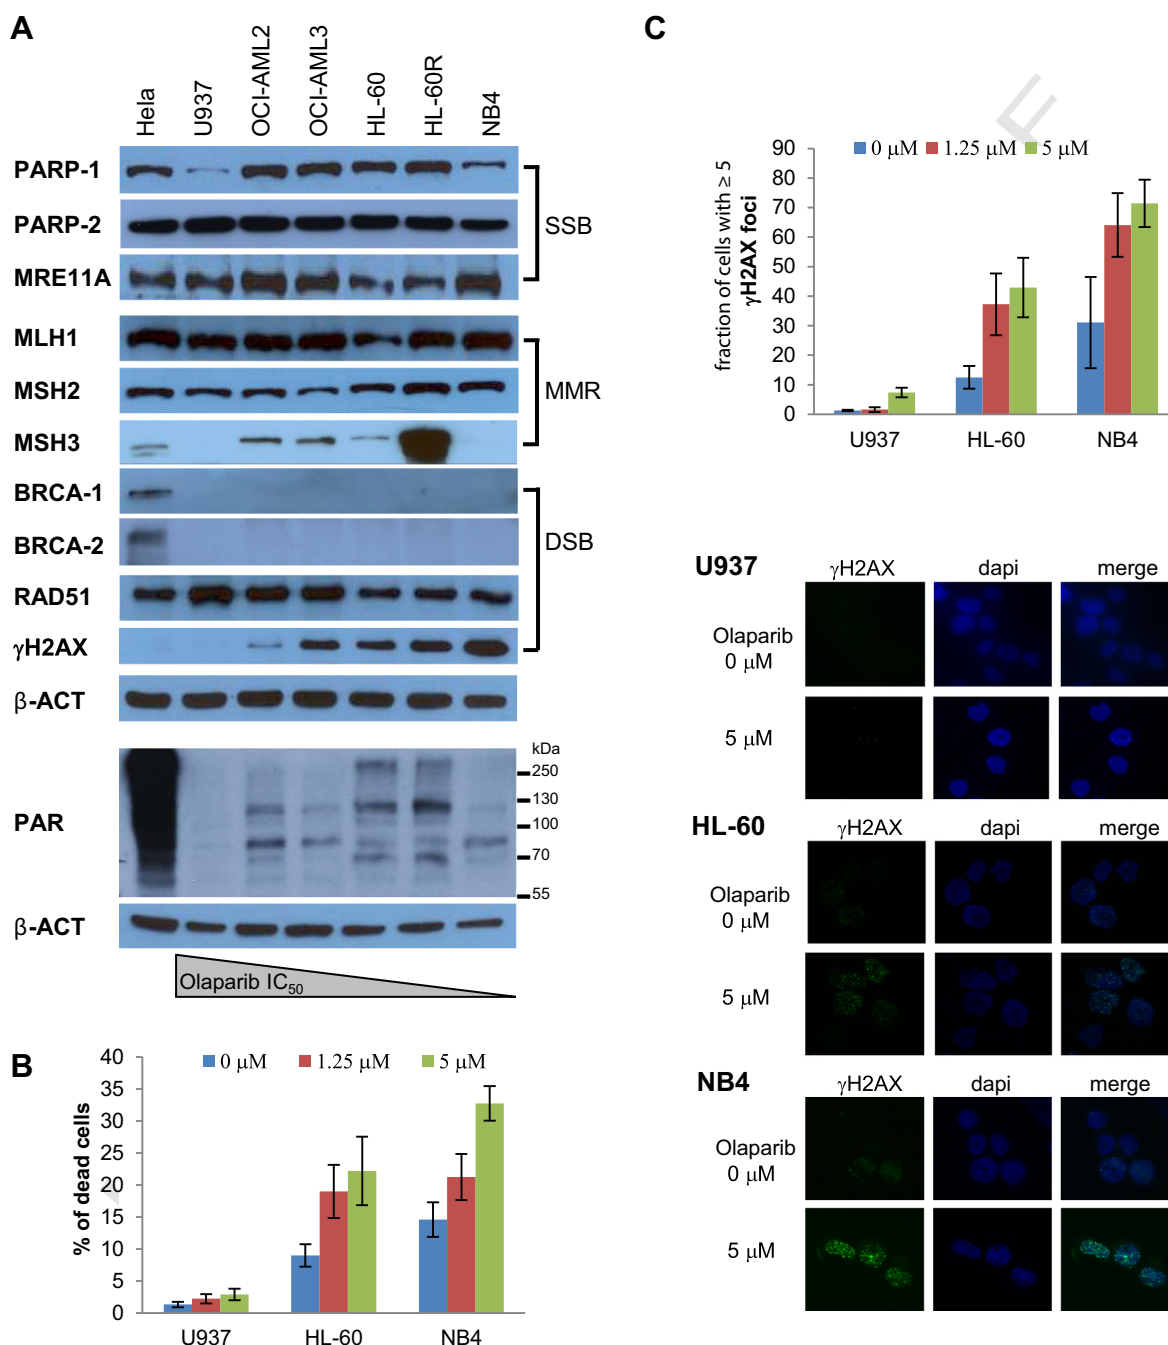 A
Hela
U937
OCI-AML2
OCI-AML3
HL-60
HL-60R
NB4
PARP-1
PARP-2
MRE11A
SSB
MLH1
MSH2
MSH3
MMR
BRCA-1
BRCA-2
RAD51
γH2AX
DSB
β-ACT
PAR
kDa
250
130
100
70
55
β-ACT
Olaparib IC50
B
% of dead cells
0 μM 1.25 μM 5 μM
40
35
30
25
20
15
10
5
0
U937 HL-60 NB4
C
F
fraction of cells with ≥ 5
γH2AX foci
0 μM 1.25 μM 5 μM
90
80
70
60
50
40
30
20
10
0
U937 HL-60 NB4
U937
γH2AX dapi merge
Olaparib
0 μM
5 μM
HL-60
γH2AX dapi merge
Olaparib
0 μM
5 μM
NB4
γH2AX dapi merge
Olaparib
0 μM
5 μM